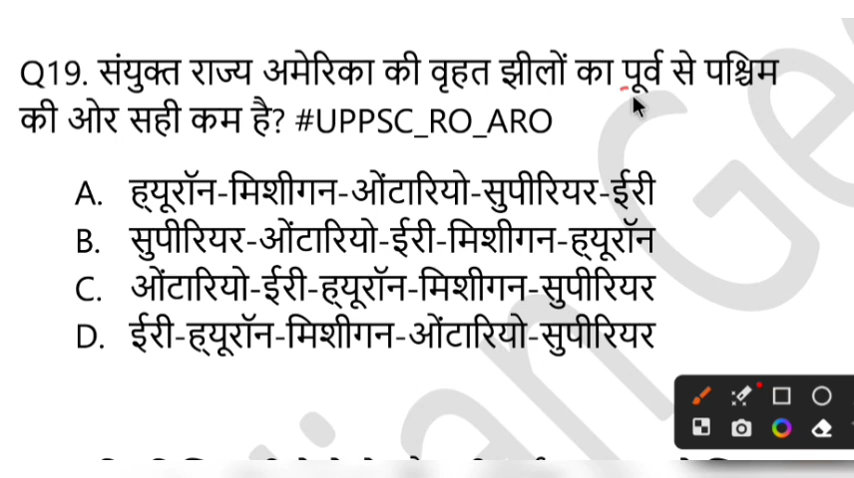 Q19. संयुक्त राज्य अमेरिका की वृहत झीलों का पूर्व से पश्चिम
की ओर सही कम है? #UPPSC_RO_ARO
A. ह्यूरॉन-मिशीगन-ओंटारियो-सुपीरियर-ईरी
B. सुपीरियर-ओंटारियो-ईरी-मिशीगन-ह्यूरॉन
C. ओंटारियो-ईरी-ह्यूरॉन-मिशीगन-सुपीरियर
D. ईरी-ह्यूरॉन-मिशीगन-ओंटारियो-सुपीरियर